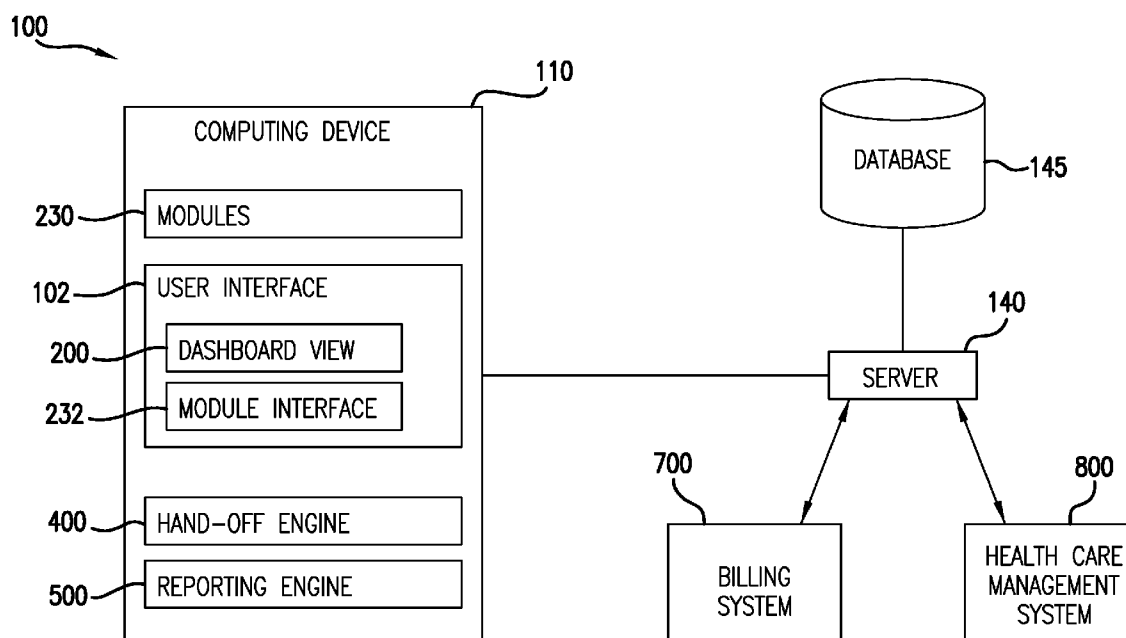 100
110
COMPUTING DEVICE
DATABASE
145
230
MODULES
102
USER INTERFACE
200
DASHBOARD VIEW
140
SERVER
232
MODULE INTERFACE
700
800
400
HAND-OFF ENGINE
BILLING
SYSTEM
HEALTH CARE
MANAGEMENT
SYSTEM
500
REPORTING ENGINE